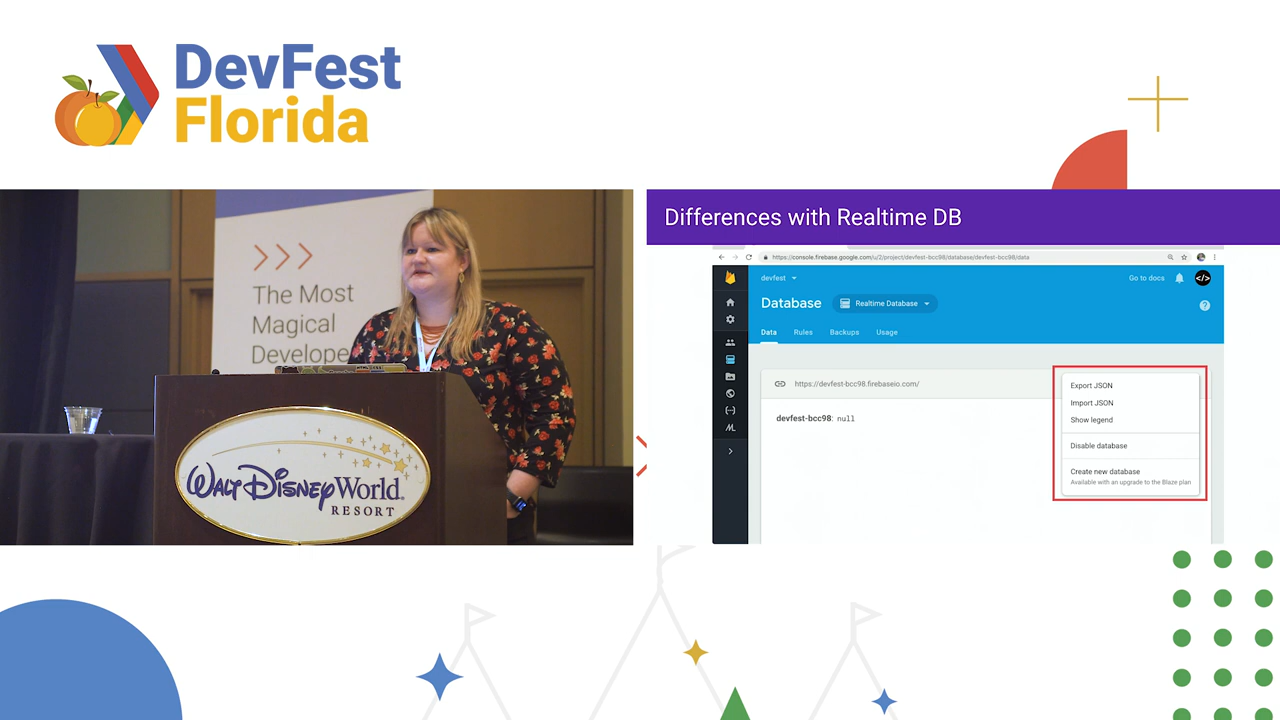 DevFest
Florida
The Most
Magical
Develope
WALT DISNEY World.
RESORT
Differences with Realtime DB
https://console.firebase.google.com/u/2/project/devfest-bcc98/database/devfest-bcc98/data
devfest
Go to docs
</>
Database
Realtime Database
?
Data Rules Backups Usage
https://devfest-bcc98.firebaseio.com/
devfest-bcc98: null
Export JSON
Import JSON
Show legend
Disable database
Create new database
Available with an upgrade to the Blaze plan
ML